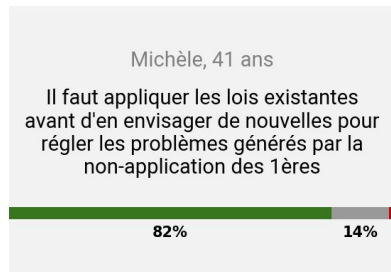 Michèle, 41 ans
Il faut appliquer les lois existantes
avant d'en envisager de nouvelles pour
régler les problèmes générés par la
non-application des 1ères
82%
14%